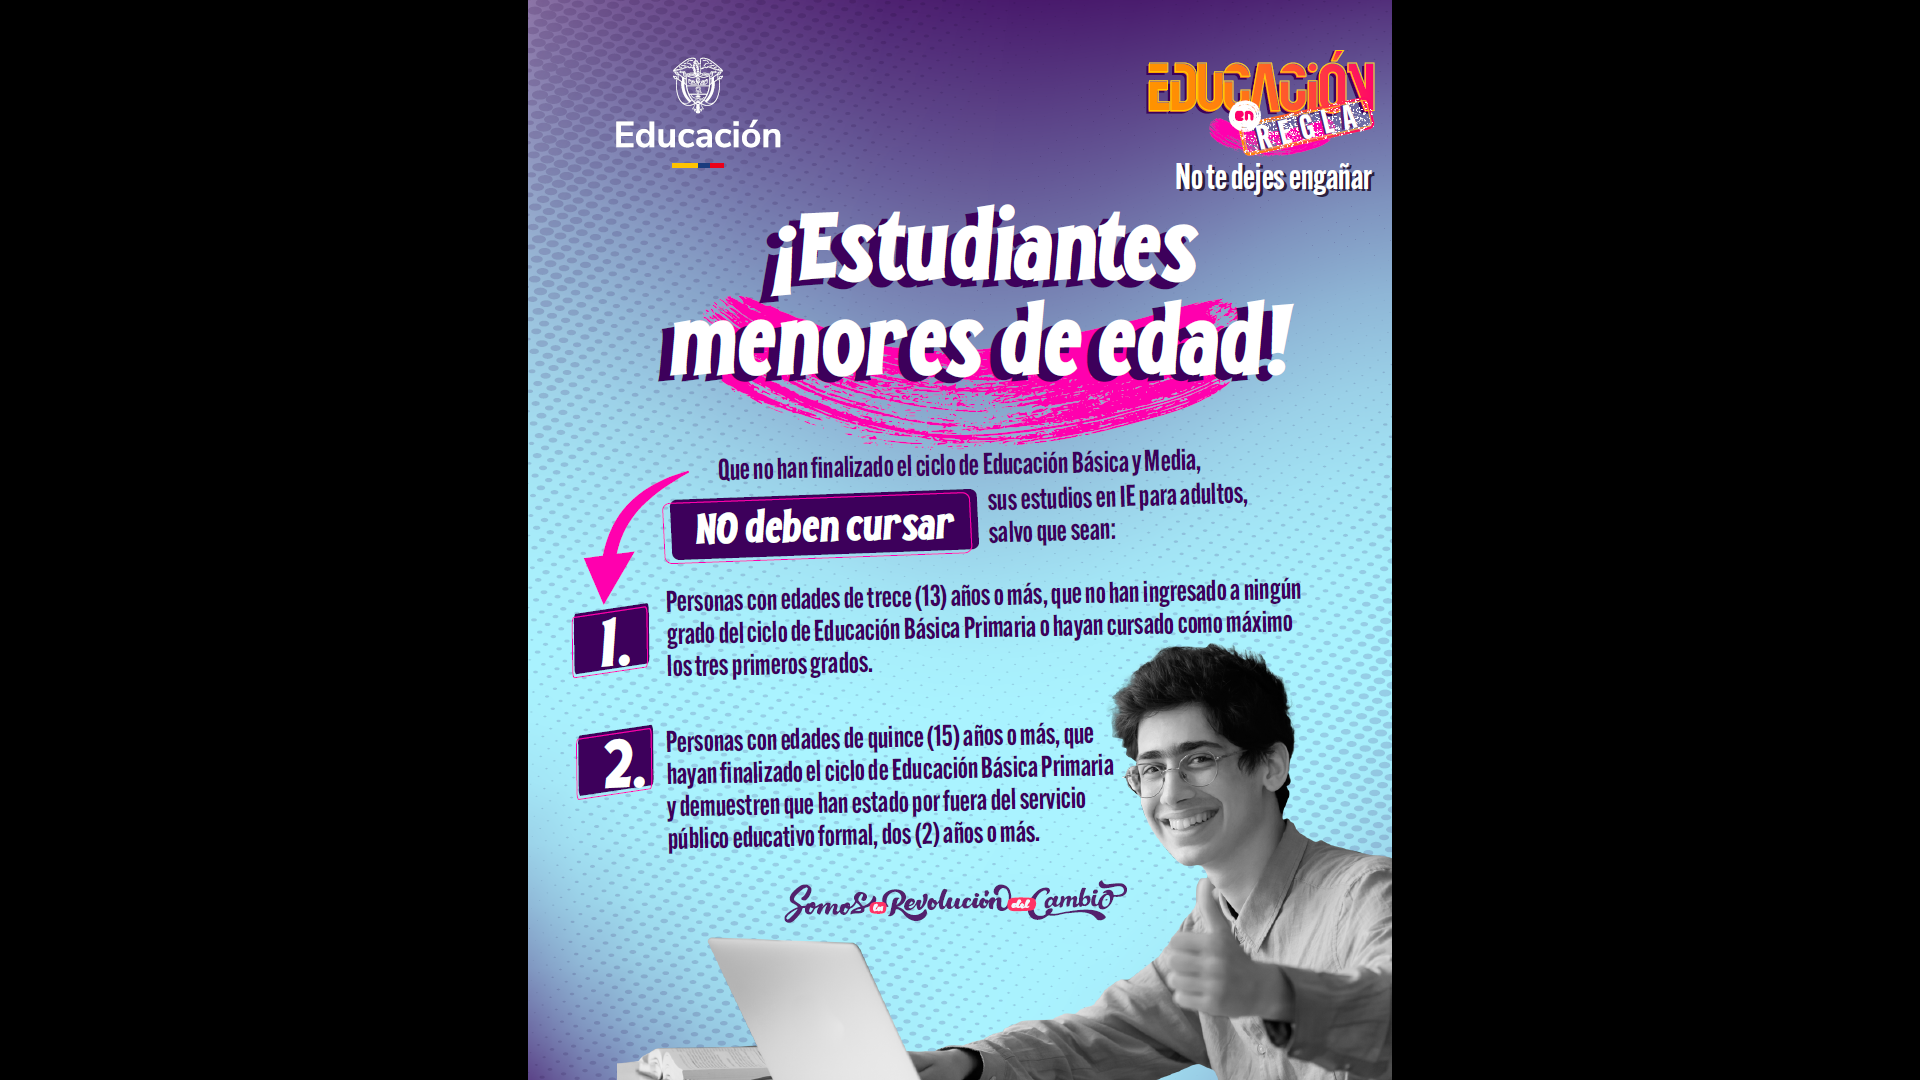 Educación
EDUCACIÓN
en
REGLA
No te dejes engañar
¡Estudiantes
menores de edad!
Que no han finalizado el ciclo de Educación Básica y Media,
NO deben cursar
sus estudios en IE para adultos,
salvo que sean:
1.
Personas con edades de trece (13) años o más, que no han ingresado a ningún
grado del ciclo de Educación Básica Primaria o hayan cursado como máximo
los tres primeros grados.
2.
Personas con edades de quince (15) años o más, que
hayan finalizado el ciclo de Educación Básica Primaria
y demuestren que han estado por fuera del servicio
público educativo formal, dos (2) años o más.
Somos la Revolución del Cambio